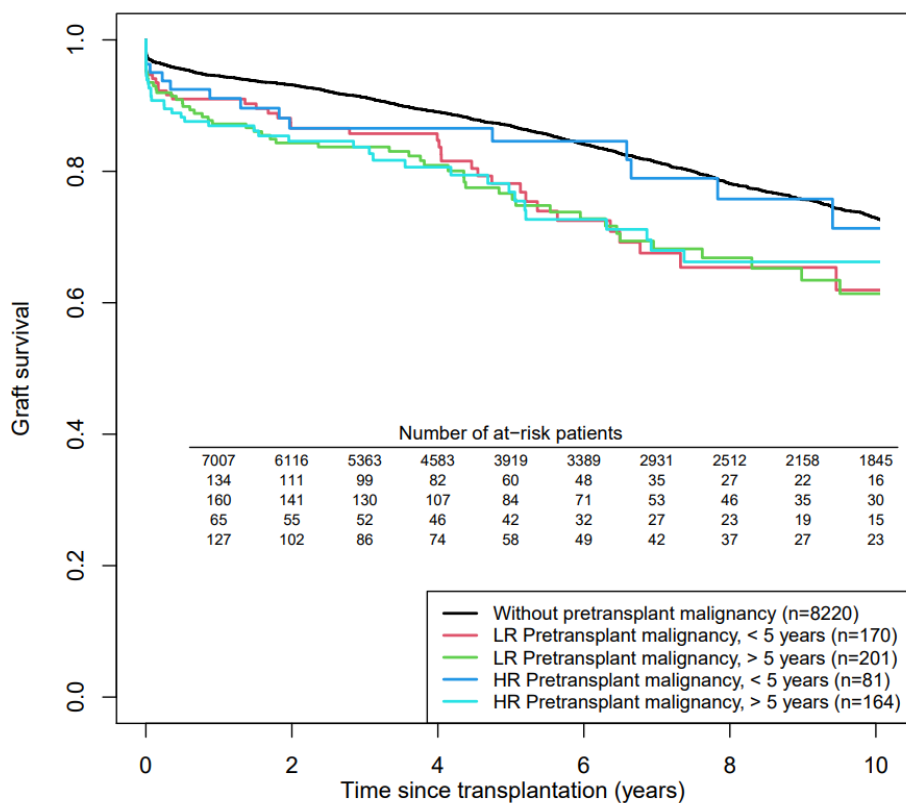 1.0
0.8
0.6
0.4
0.2
0.0
Graft survival
Number of at−risk patients
7007 6116 5363 4583 3919 3389 2931 2512 2158 1845
134 111 99 82 60 48 35 27 22 16
160 141 130 107 84 71 53 46 35 30
65 55 52 46 42 32 27 23 19 15
127 102 86 74 58 49 42 37 27 23
Without pretransplant malignancy (n=8220)
LR Pretransplant malignancy, < 5 years (n=170)
LR Pretransplant malignancy, > 5 years (n=201)
HR Pretransplant malignancy, < 5 years (n=81)
HR Pretransplant malignancy, > 5 years (n=164)
0 2 4 6 8 10
Time since transplantation (years)